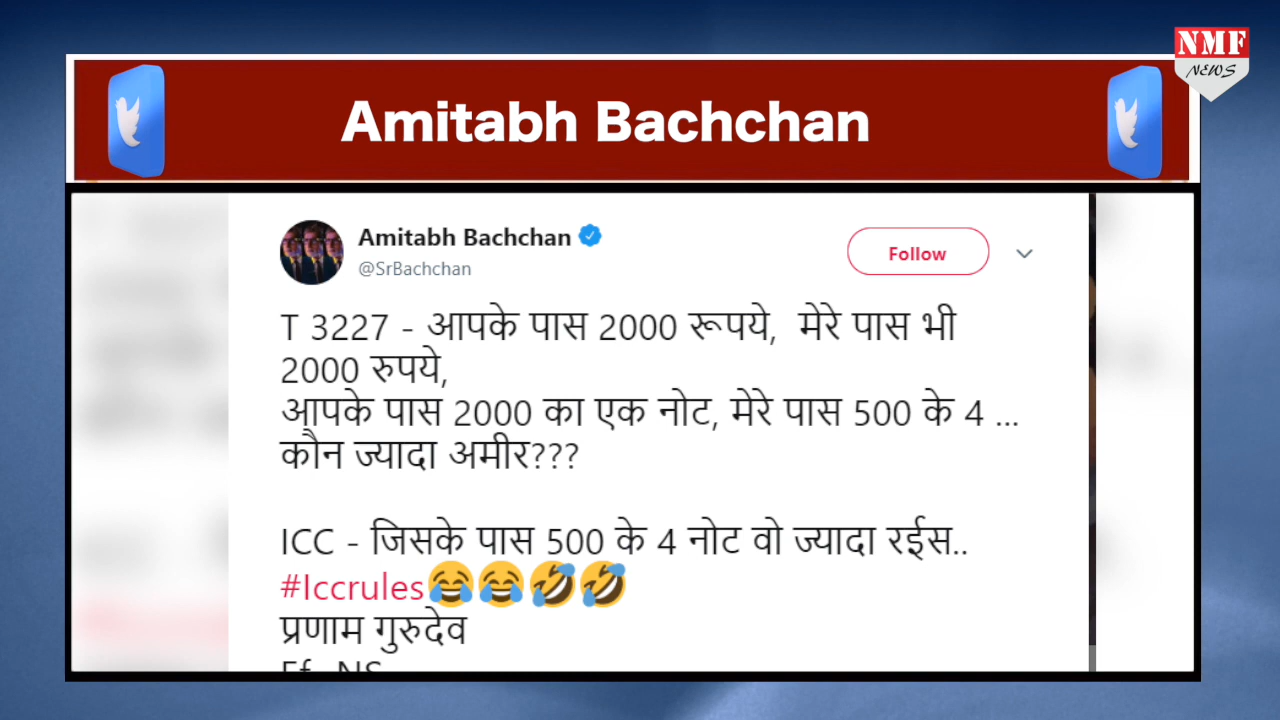 NMF
NEWS
Amitabh Bachchan
Amitabh Bachchan
@SrBachchan
Follow
T 3227 - आपके पास 2000 रूपये, मेरे पास भी
2000 रुपये,
आपके पास 2000 का एक नोट, मेरे पास 500 के 4 ...
कौन ज्यादा अमीर???
ICC - जिसके पास 500 के 4 नोट वो ज्यादा रईस..
#Iccrules😂😂🤣🤣
प्रणाम गुरुदेव